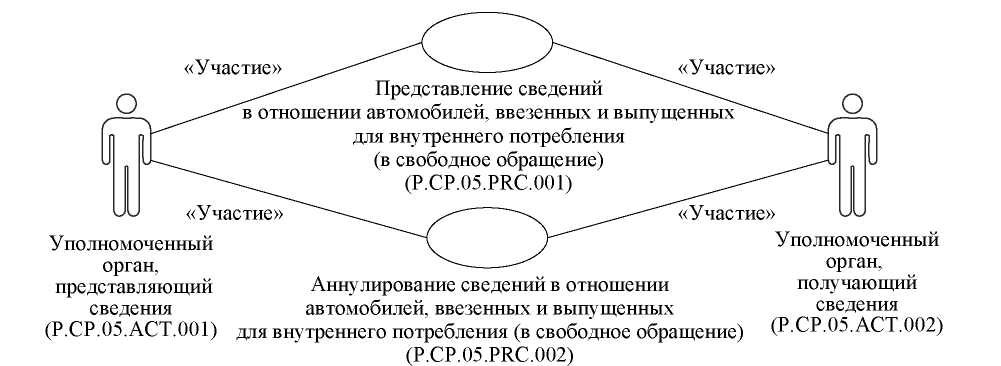 «Участие»
«Участие»
Представление сведений
в отношении автомобилей, ввезенных и выпущенных
для внутреннего потребления
(в свободное обращение)
(P.CP.05.PRC.001)
«Участие»
«Участие»
Уполномоченный
орган,
представляющий
сведения
(P.CP.05.ACT.001)
Аннулирование сведений в отношении
автомобилей, ввезенных и выпущенных
для внутреннего потребления (в свободное обращение)
(P.CP.05.PRC.002)
Уполномоченный
орган,
получающий
сведения
(P.CP.05.ACT.002)